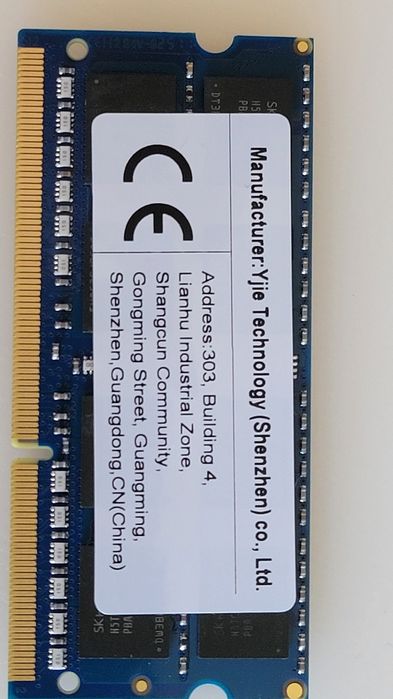 Manufacturer:Yjie Technology (Shenzhen) co., Ltd.
CE
Address:303, Building 4,
Lianhu Industrial Zone,
Shangcun Community,
Gongming Street, Guangming,
Shenzhen,Guangdong,CN(China)